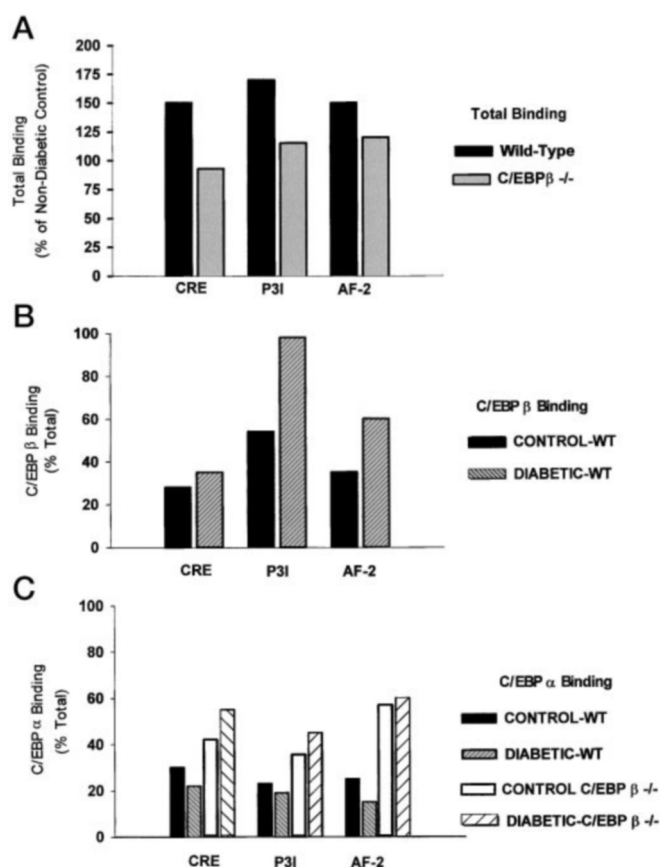 A
Total Binding
(% of Non-Diabetic Control)
200
175
150
125
100
75
50
25
0
CRE P3I AF-2
Total Binding
Wild-Type
C/EBPβ -/-
B
C/EBP β Binding
(% Total)
100
80
60
40
20
0
CRE P3I AF-2
C/EBP β Binding
CONTROL-WT
DIABETIC-WT
C
C/EBP α Binding
(% Total)
100
80
60
40
20
0
CRE P3I AF-2
C/EBP α Binding
CONTROL-WT
DIABETIC-WT
CONTROL C/EBP β -/-
DIABETIC-C/EBP β -/-